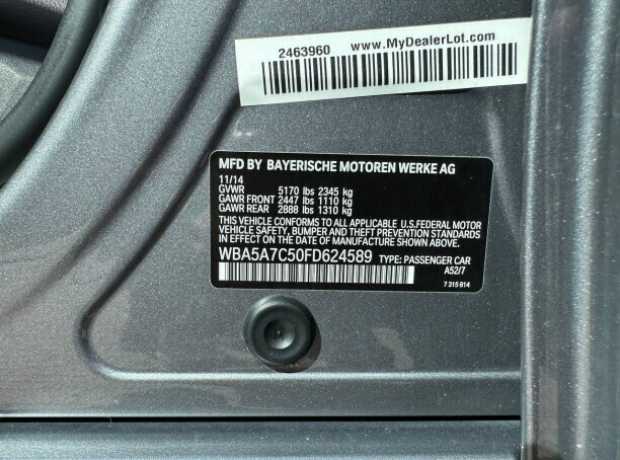 2463960 www.MyDealerLot.com
MFD BY BAYERISCHE MOTOREN WERKE AG
11/14
GVWR 5170 lbs 2345 kg
GAWR FRONT 2447 lbs 1110 kg
GAWR REAR 2888 lbs 1310 kg
THIS VEHICLE CONFORMS TO ALL APPLICABLE U.S.FEDERAL MOTOR
VEHICLE SAFETY, BUMPER AND THEFT PREVENTION STANDARDS
IN EFFECT ON THE DATE OF MANUFACTURE SHOWN ABOVE.
WBA5A7C50FD624589 TYPE: PASSENGER CAR
A52/7
7 315 814